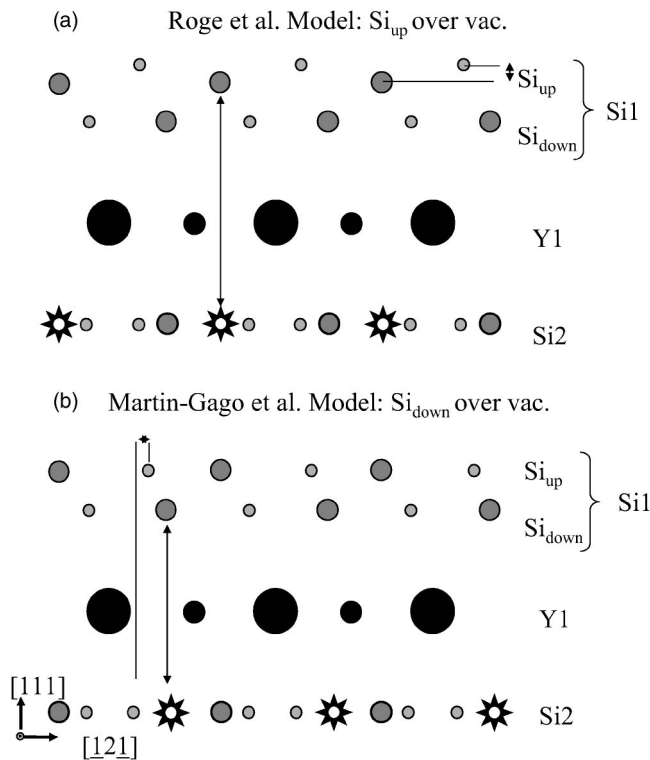 (a) Roge et al. Model: Si_up over vac.
Si_up
Si1
Si_down
Y1
Si2
(b) Martin-Gago et al. Model: Si_down over vac.
Si_up
Si1
Si_down
Y1
[111]
Si2
[1̲21̲]